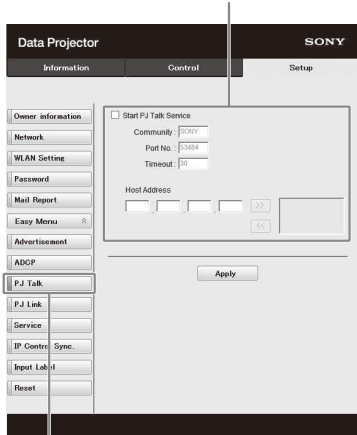 Data Projector
SONY
Information
Control
Setup
Owner information
Network
WLAN Setting
Password
Mail Report
Easy Menu
Advertisement
ADCP
PJ Talk
PJ Link
Service
IP Control Sync.
Input Label
Reset
Start PJ Talk Service
Community : SONY
Port No. : 53484
Timeout : 30
Host Address
. . .
>>
<<
Apply